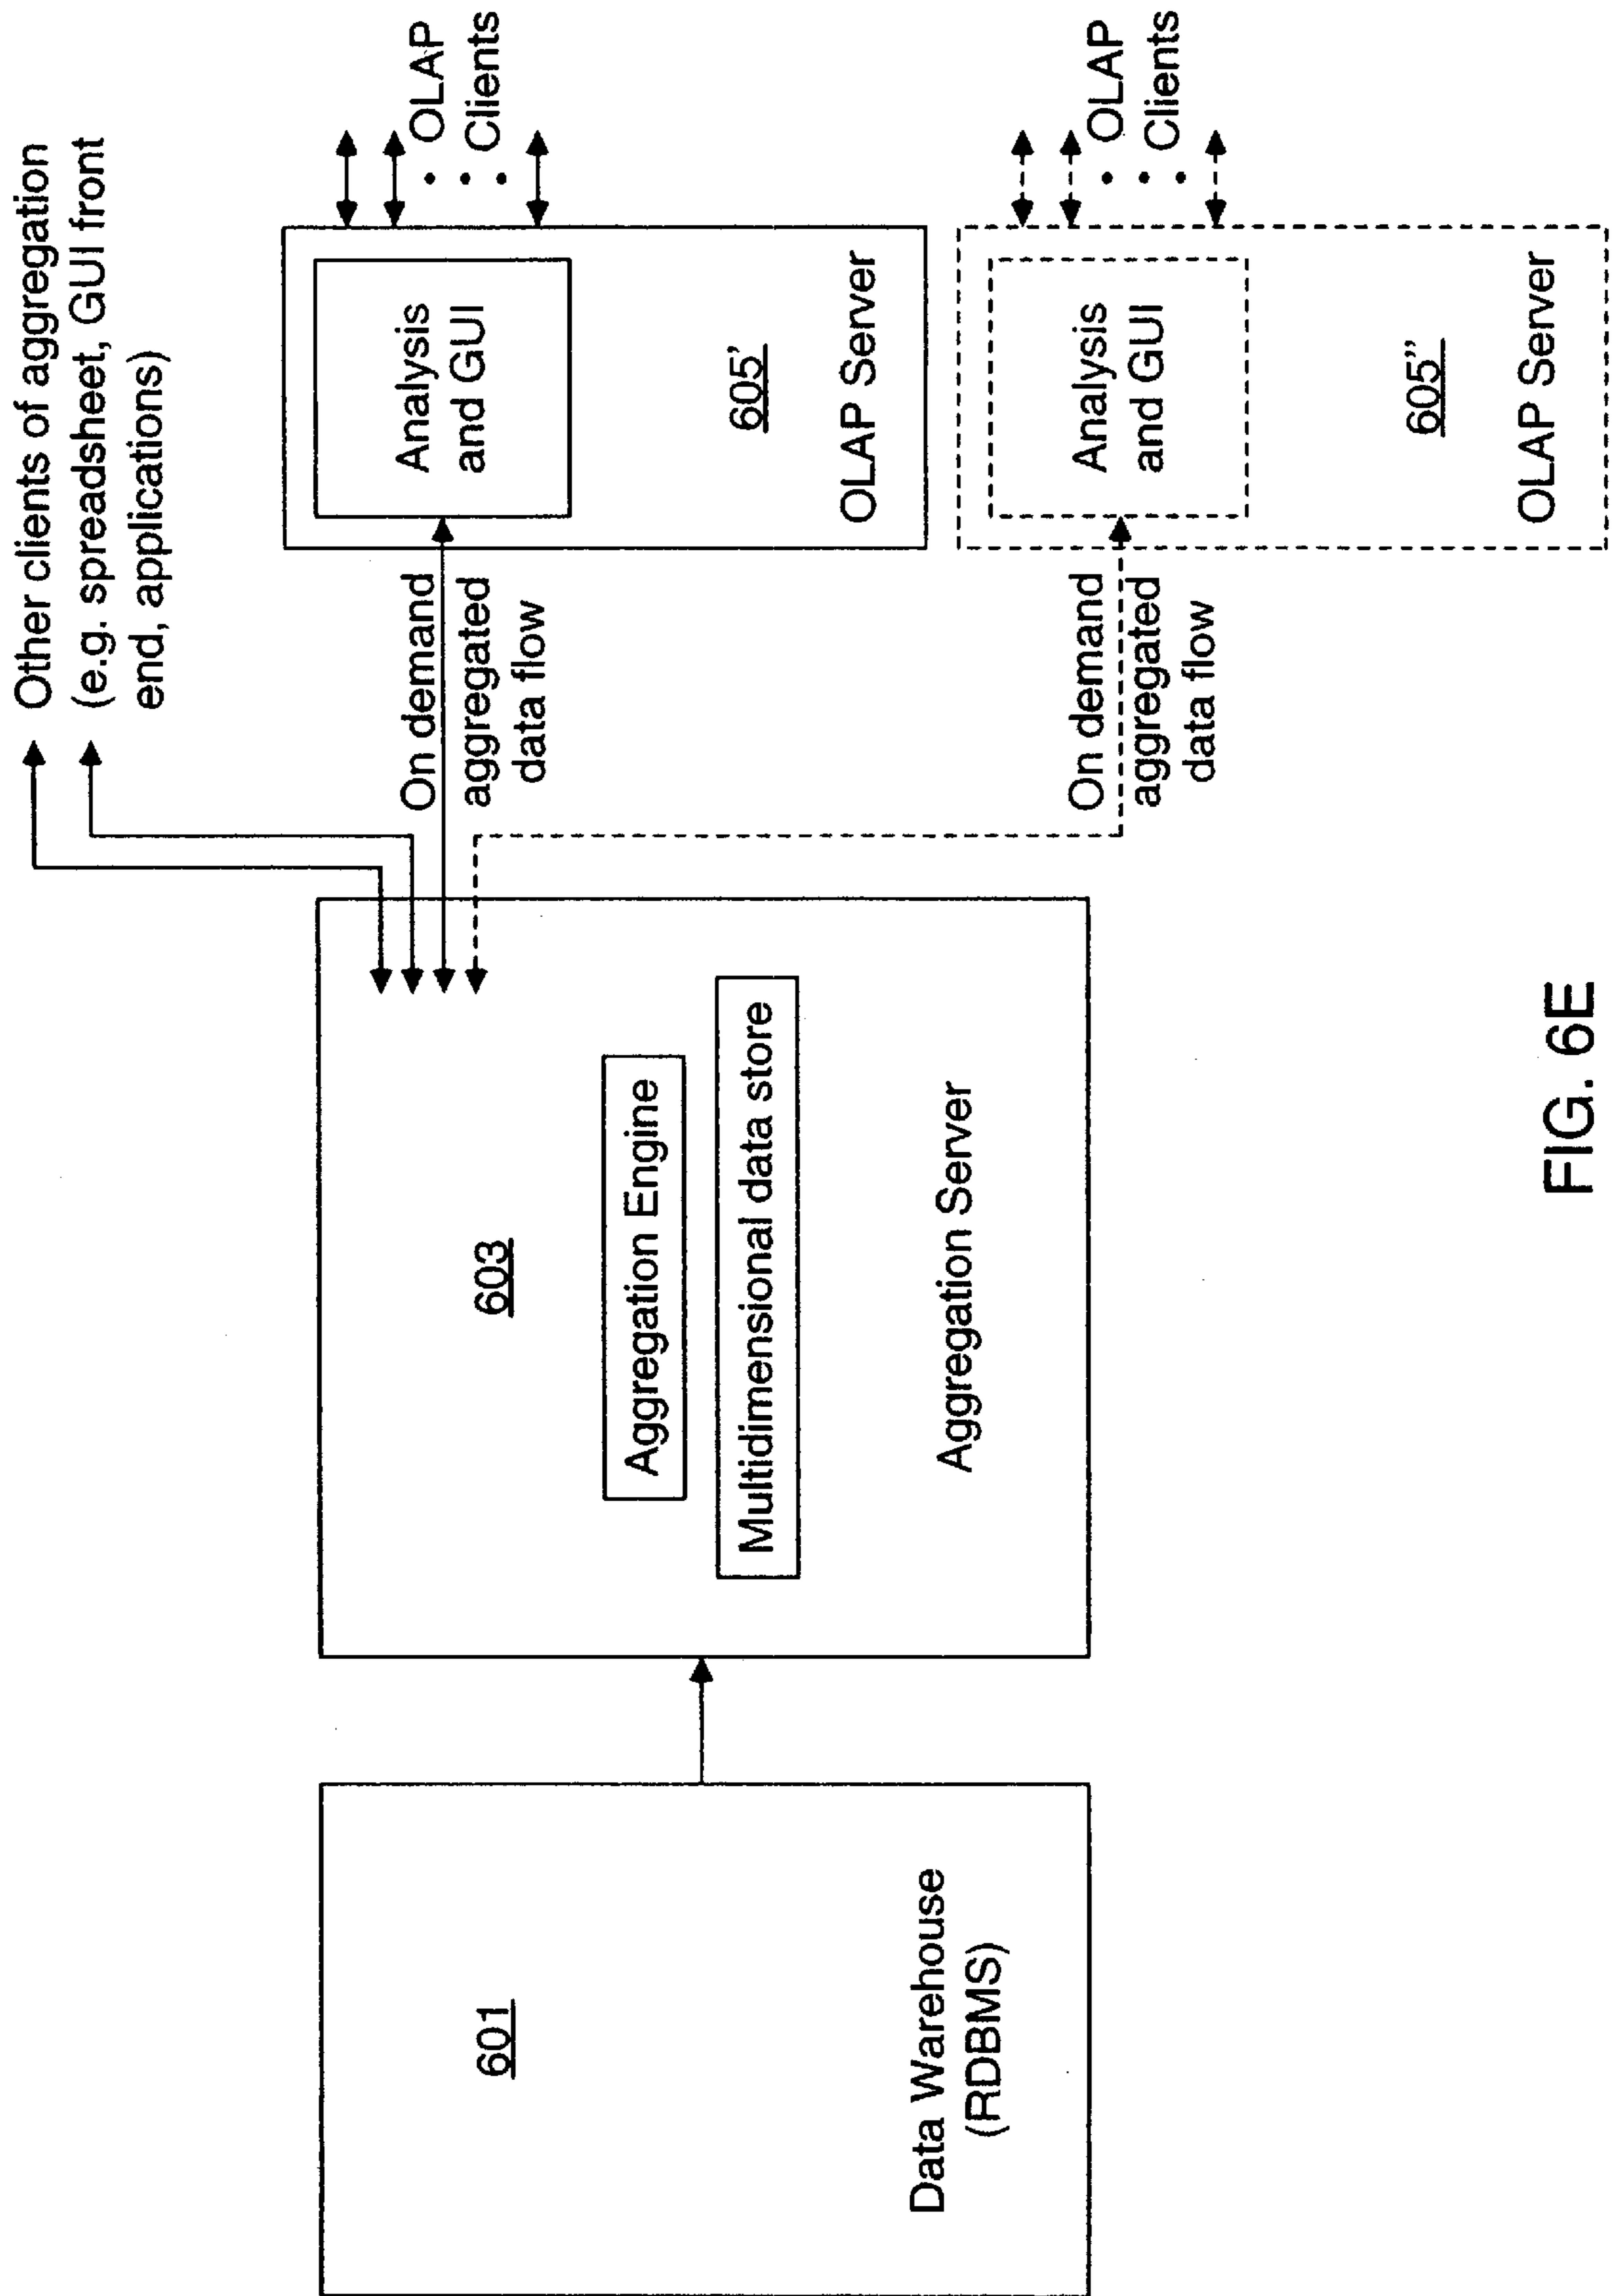 Other clients of aggregation
(e.g. spreadsheet, GUI front
end, applications)
601
Data Warehouse
(RDBMS)
603
Aggregation Engine
Multidimensional data store
Aggregation Server
On demand
aggregated
data flow
Analysis
and GUI
605'
OLAP Server
OLAP
Clients
On demand
aggregated
data flow
Analysis
and GUI
605''
OLAP Server
OLAP
Clients
FIG. 6E